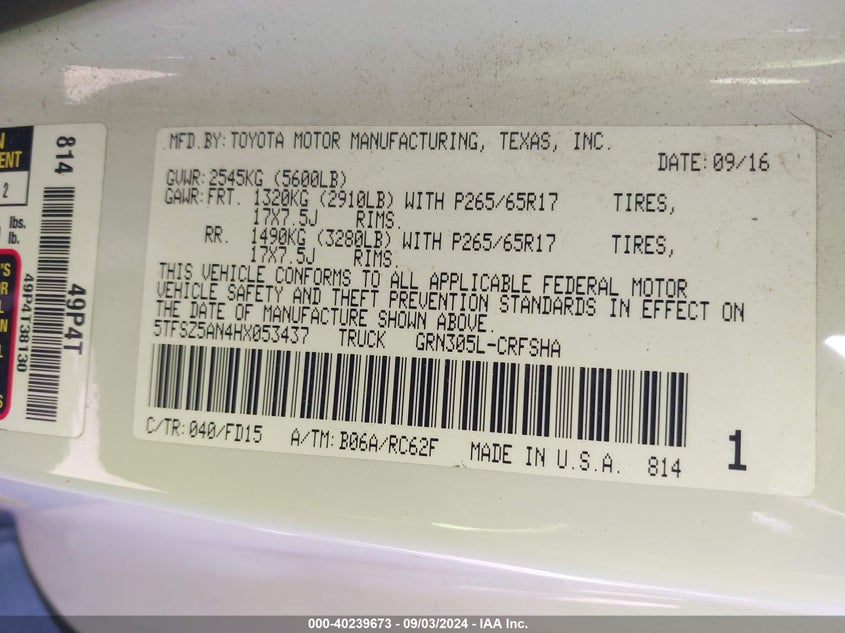 MFD.BY: TOYOTA MOTOR MANUFACTURING, TEXAS, INC.
DATE: 09/16
GVWR: 2545KG (5600LB)
GAWR: FRT. 1320KG (2910LB) WITH P265/65R17 TIRES,
17X7.5J RIMS.
RR. 1490KG (3280LB) WITH P265/65R17 TIRES,
17X7.5J RIMS.
THIS VEHICLE CONFORMS TO ALL APPLICABLE FEDERAL MOTOR
VEHICLE SAFETY AND THEFT PREVENTION STANDARDS IN EFFECT ON
THE DATE OF MANUFACTURE SHOWN ABOVE.
5TFSZ5AN4HX053437 TRUCK GRN305L-CRFSHA
C/TR: 040/FD15 A/TM: B06A/RC62F MADE IN U.S.A. 814
1
814
49P4T
49P4T38130
2
lbs.
lb.
000-40239673 - 09/03/2024 - IAA Inc.